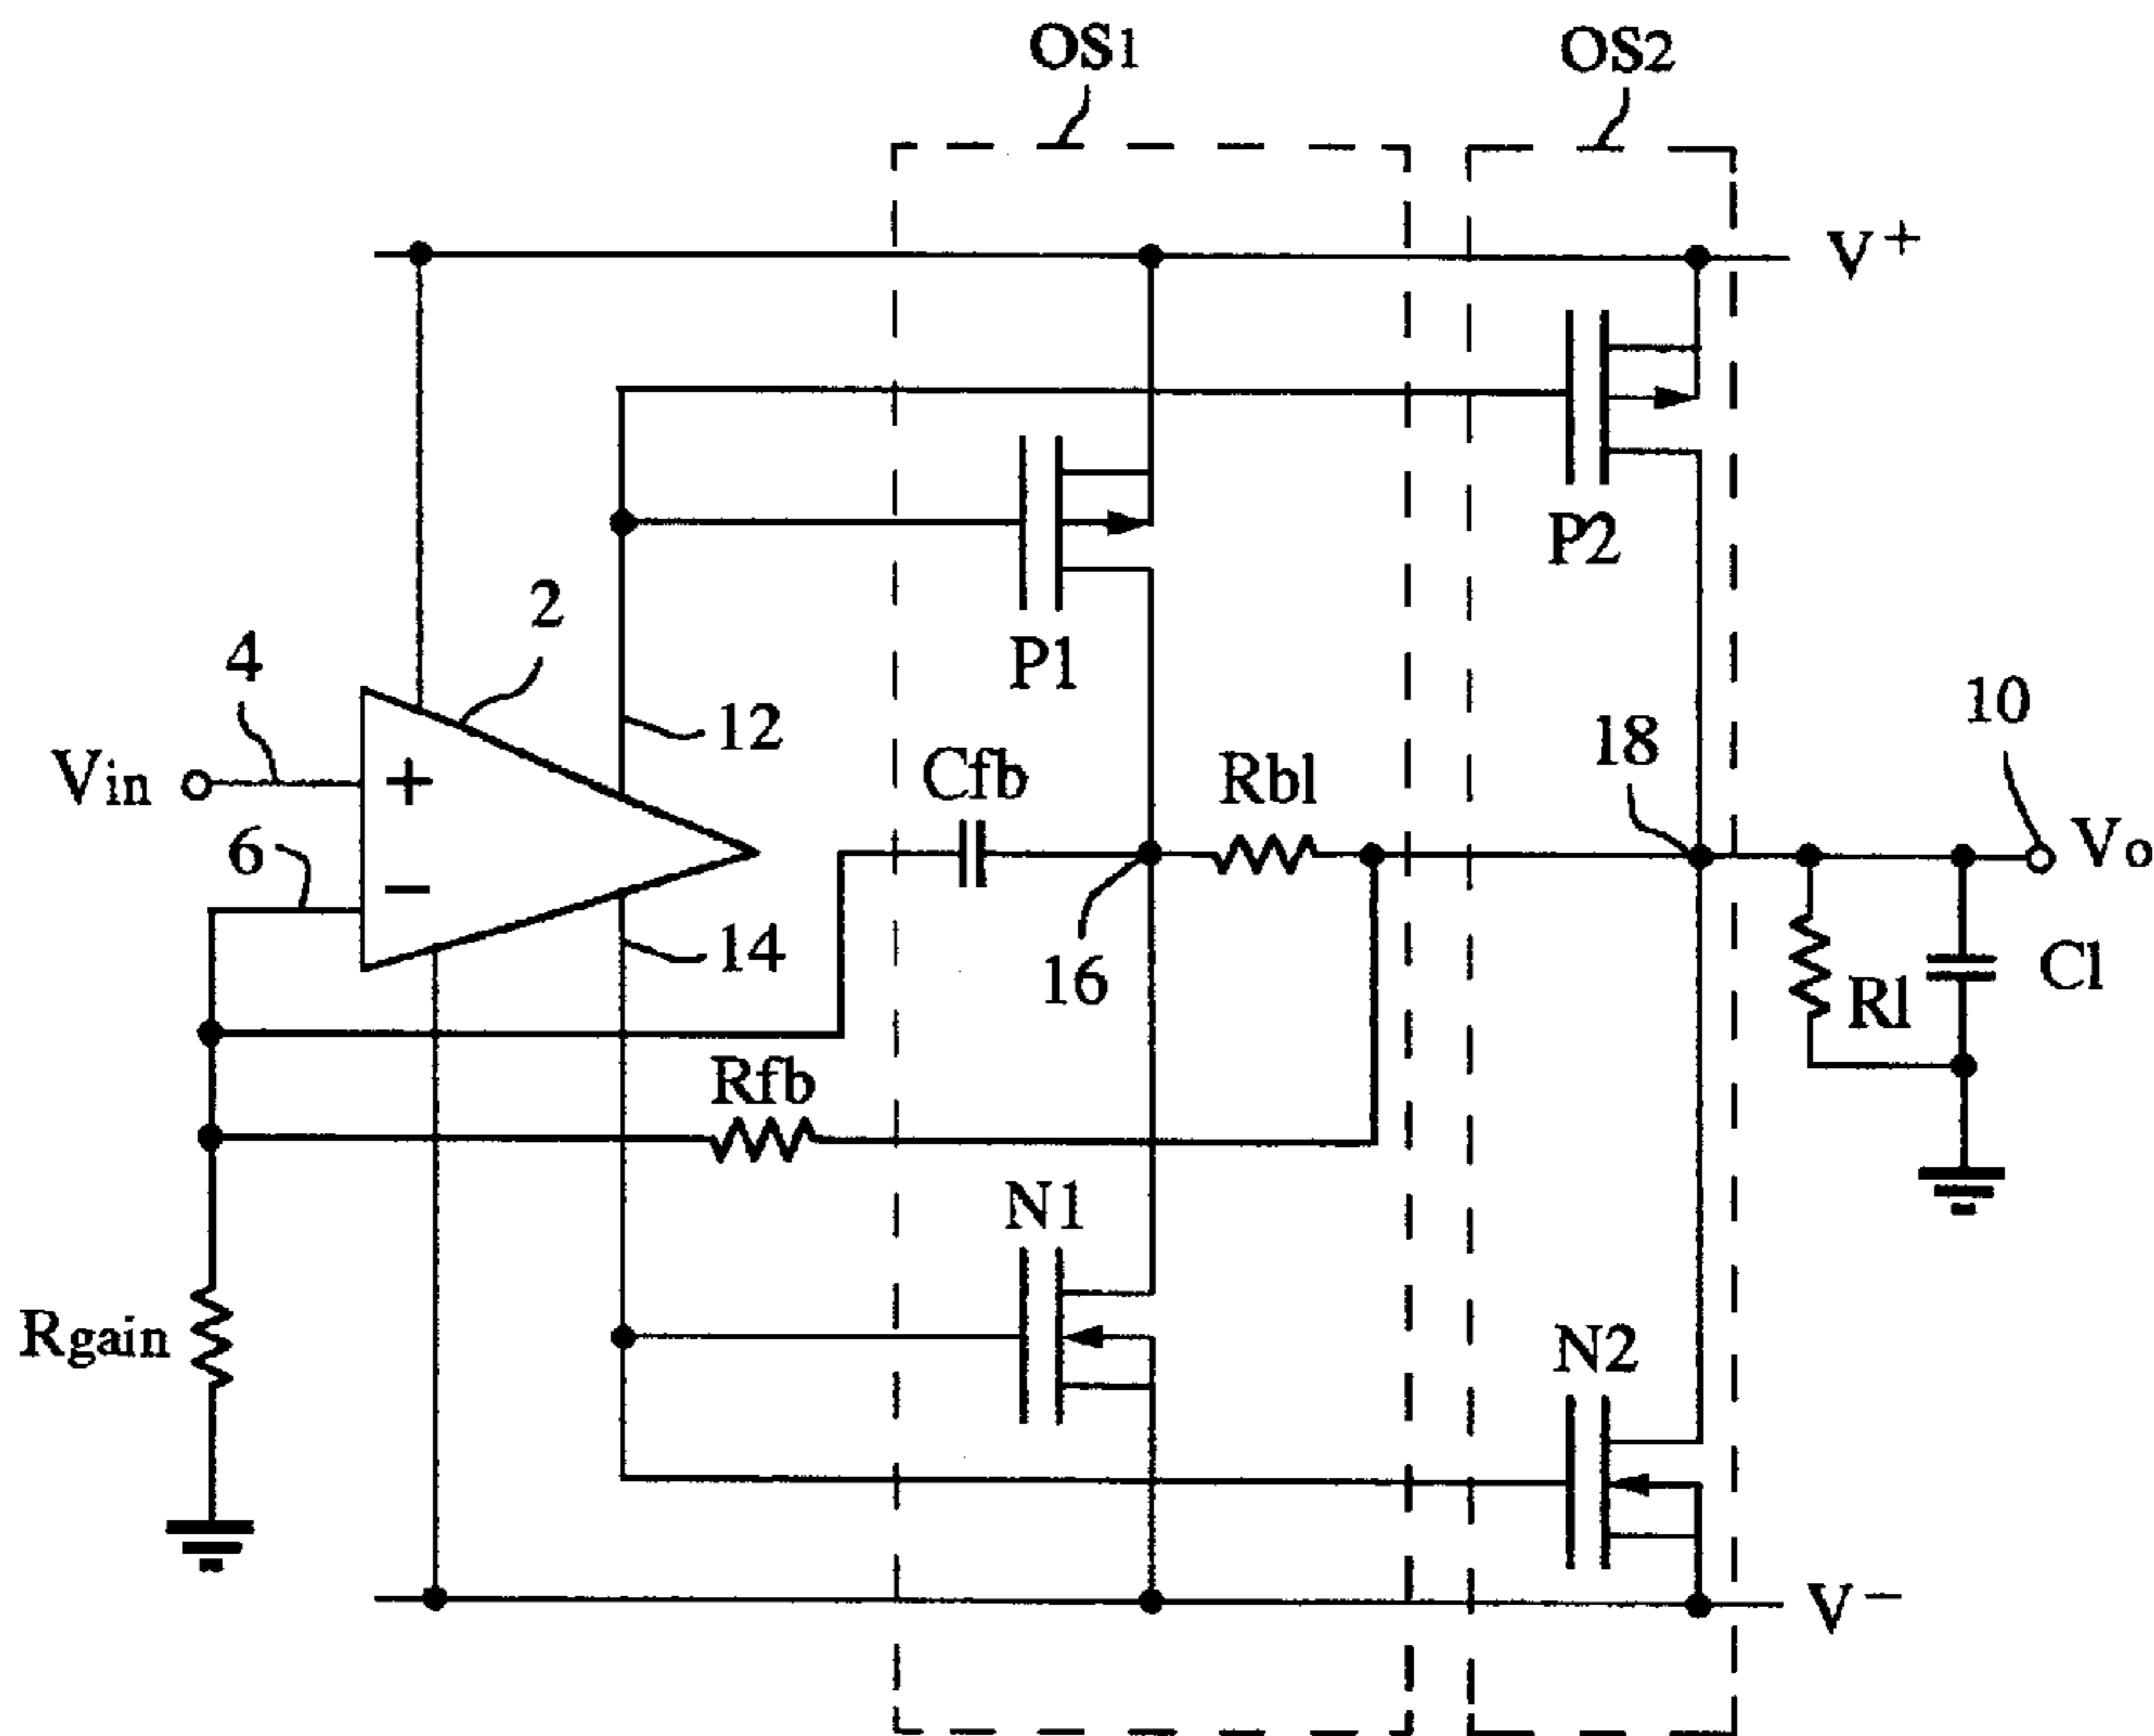 OS1
OS2
V+
P2
2
P1
4
12
10
18
Cfb
Rbl
Vin
+
Vo
6
−
14
16
Rl
Cl
Rfb
N1
Rgain
N2
V−